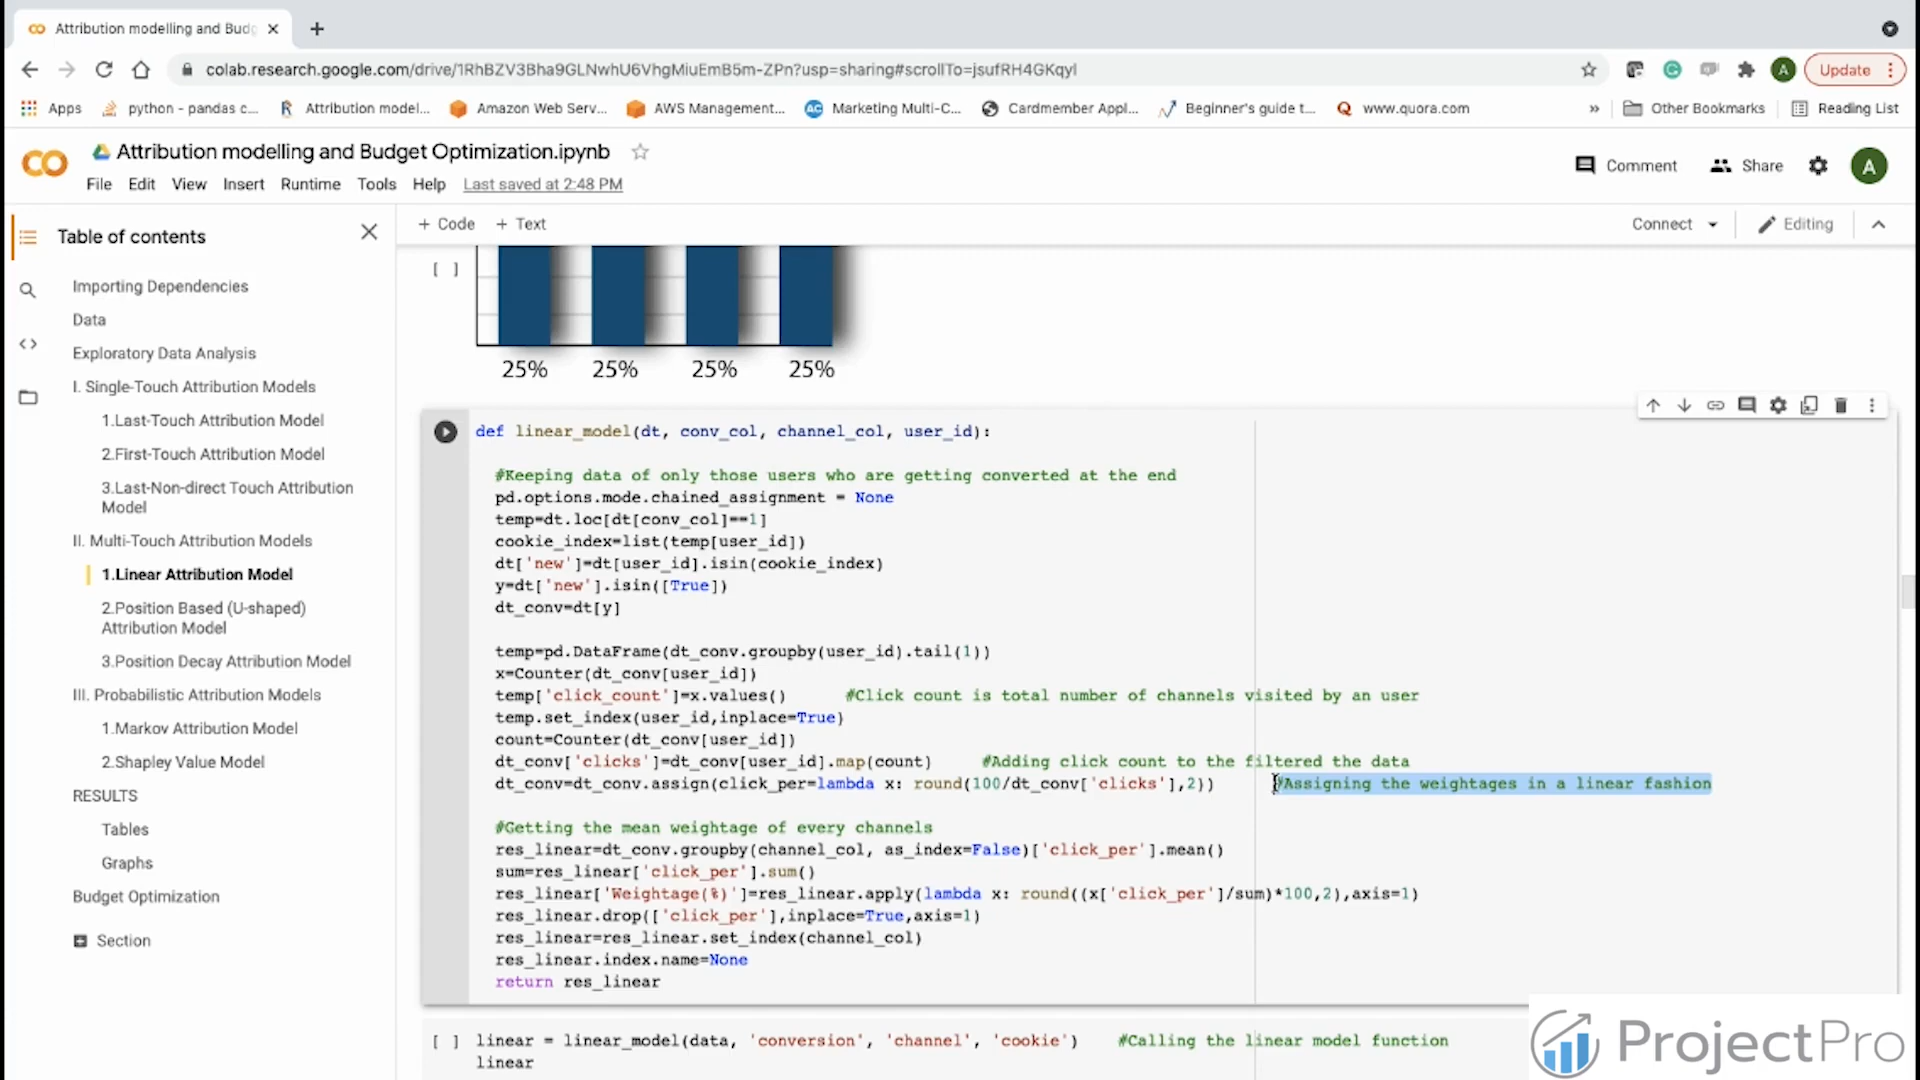 Attribution modelling and Budg
colab.research.google.com/drive/1RhBZV3Bha9GLNwhU6VhgMiuEmB5m-ZPn?usp=sharing#scrollTo=jsufRH4GKqyl
A
Update
Apps
python - pandas c...
Attribution model...
Amazon Web Serv...
AWS Management...
Marketing Multi-C...
Cardmember Appl...
Beginner's guide t...
www.quora.com
»
Other Bookmarks
Reading List
Attribution modelling and Budget Optimization.ipynb
File Edit View Insert Runtime Tools Help Last saved at 2:48 PM
Comment
Share
A
Table of contents
Importing Dependencies
Data
Exploratory Data Analysis
I. Single-Touch Attribution Models
1.Last-Touch Attribution Model
2.First-Touch Attribution Model
3.Last-Non-direct Touch Attribution
Model
II. Multi-Touch Attribution Models
1.Linear Attribution Model
2.Position Based (U-shaped)
Attribution Model
3.Position Decay Attribution Model
III. Probabilistic Attribution Models
1.Markov Attribution Model
2.Shapley Value Model
RESULTS
Tables
Graphs
Budget Optimization
Section
+ Code + Text
Connect
Editing
[ ]
25% 25% 25% 25%
def linear_model(dt, conv_col, channel_col, user_id):
#Keeping data of only those users who are getting converted at the end
pd.options.mode.chained_assignment = None
temp=dt.loc[dt[conv_col]==1]
cookie_index=list(temp[user_id])
dt['new']=dt[user_id].isin(cookie_index)
y=dt['new'].isin([True])
dt_conv=dt[y]
temp=pd.DataFrame(dt_conv.groupby(user_id).tail(1))
x=Counter(dt_conv[user_id])
temp['click_count']=x.values() #Click count is total number of channels visited by an user
temp.set_index(user_id,inplace=True)
count=Counter(dt_conv[user_id])
dt_conv['clicks']=dt_conv[user_id].map(count) #Adding click count to the filtered the data
dt_conv=dt_conv.assign(click_per=lambda x: round(100/dt_conv['clicks'],2)) #Assigning the weightages in a linear fashion
#Getting the mean weightage of every channels
res_linear=dt_conv.groupby(channel_col, as_index=False)['click_per'].mean()
sum=res_linear['click_per'].sum()
res_linear['Weightage(%)']=res_linear.apply(lambda x: round((x['click_per']/sum)*100,2),axis=1)
res_linear.drop(['click_per'],inplace=True,axis=1)
res_linear=res_linear.set_index(channel_col)
res_linear.index.name=None
return res_linear
[ ] linear = linear_model(data, 'conversion', 'channel', 'cookie') #Calling the linear model function
linear
ProjectPro